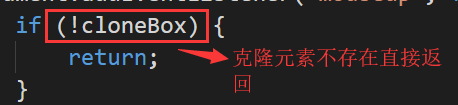 if (!cloneBox) {
return;
克隆元素不存在直接返
回
}